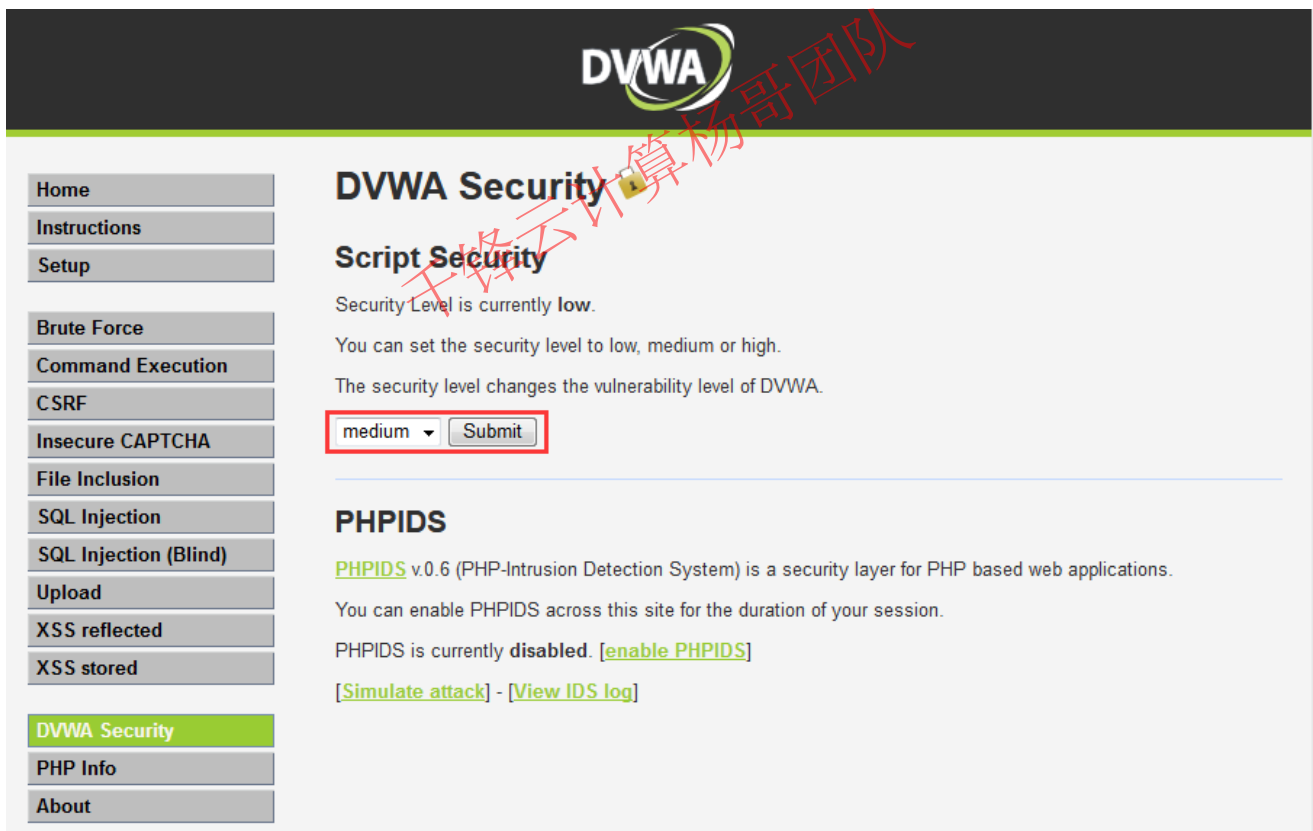 DVWA
千锋云计算杨哥团队
Home
Instructions
Setup
Brute Force
Command Execution
CSRF
Insecure CAPTCHA
File Inclusion
SQL Injection
SQL Injection (Blind)
Upload
XSS reflected
XSS stored
DVWA Security
PHP Info
About
DVWA Security
Script Security
Security Level is currently low.
You can set the security level to low, medium or high.
The security level changes the vulnerability level of DVWA.
medium Submit
PHPIDS
PHPIDS v.0.6 (PHP-Intrusion Detection System) is a security layer for PHP based web applications.
You can enable PHPIDS across this site for the duration of your session.
PHPIDS is currently disabled. [enable PHPIDS]
[Simulate attack] - [View IDS log]